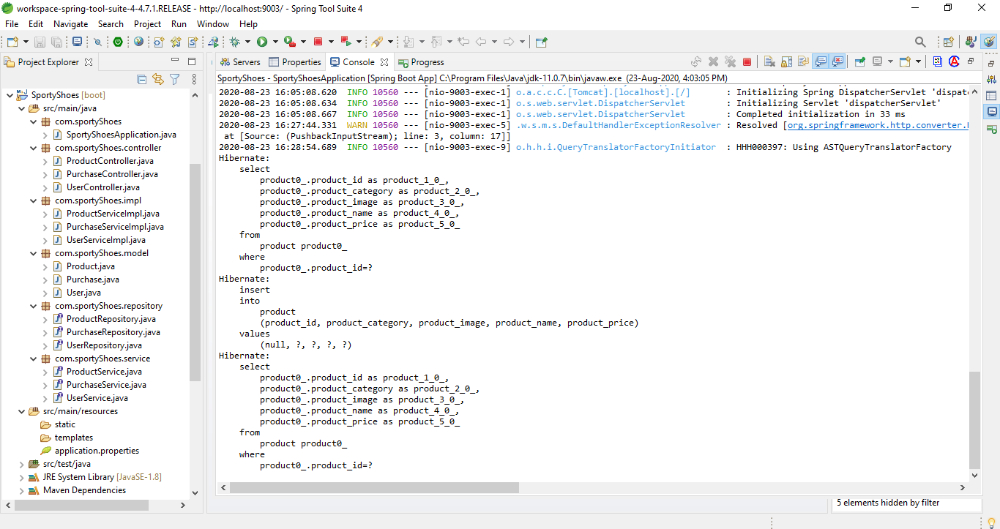 workspace-spring-tool-suite-4-4.7.1.RELEASE - http://localhost:9003/ - Spring Tool Suite 4
File Edit Navigate Search Project Run Window Help
Project Explorer
SportyShoes [boot]
src/main/java
com.sportyShoes
SportyShoesApplication.java
com.sportyShoes.controller
ProductController.java
PurchaseController.java
UserController.java
com.sportyShoes.impl
ProductServiceImpl.java
PurchaseServiceImpl.java
UserServiceImpl.java
com.sportyShoes.model
Product.java
Purchase.java
User.java
com.sportyShoes.repository
ProductRepository.java
PurchaseRepository.java
UserRepository.java
com.sportyShoes.service
ProductService.java
PurchaseService.java
UserService.java
src/main/resources
static
templates
application.properties
src/test/java
JRE System Library [JavaSE-1.8]
Maven Dependencies
Servers Properties Console Progress
SportyShoes - SportyShoesApplication [Spring Boot App] C:\Program Files\Java\jdk-11.0.7\bin\javaw.exe (23-Aug-2020, 4:03:05 PM)
2020-08-23 16:05:08.620 INFO 10560 --- [nio-9003-exec-1] o.a.c.c.C.[Tomcat].[localhost].[/] : Initializing Spring DispatcherServlet 'dispat
2020-08-23 16:05:08.634 INFO 10560 --- [nio-9003-exec-1] o.s.web.servlet.DispatcherServlet : Initializing Servlet 'dispatcherServlet'
2020-08-23 16:05:08.667 INFO 10560 --- [nio-9003-exec-1] o.s.web.servlet.DispatcherServlet : Completed initialization in 33 ms
2020-08-23 16:27:44.331 WARN 10560 --- [nio-9003-exec-5] .w.s.m.s.DefaultHandlerExceptionResolver : Resolved [org.springframework.http.converter.
at [Source: (PushbackInputStream); line: 3, column: 17]]
2020-08-23 16:28:54.689 INFO 10560 --- [nio-9003-exec-9] o.h.h.i.QueryTranslatorFactoryInitiator : HHH000397: Using ASTQueryTranslatorFactory
Hibernate:
select
product0_.product_id as product_1_0_,
product0_.product_category as product_2_0_,
product0_.product_image as product_3_0_,
product0_.product_name as product_4_0_,
product0_.product_price as product_5_0_
from
product product0_
where
product0_.product_id=?
Hibernate:
insert
into
product
(product_id, product_category, product_image, product_name, product_price)
values
(null, ?, ?, ?, ?)
Hibernate:
select
product0_.product_id as product_1_0_,
product0_.product_category as product_2_0_,
product0_.product_image as product_3_0_,
product0_.product_name as product_4_0_,
product0_.product_price as product_5_0_
from
product product0_
where
product0_.product_id=?
5 elements hidden by filter